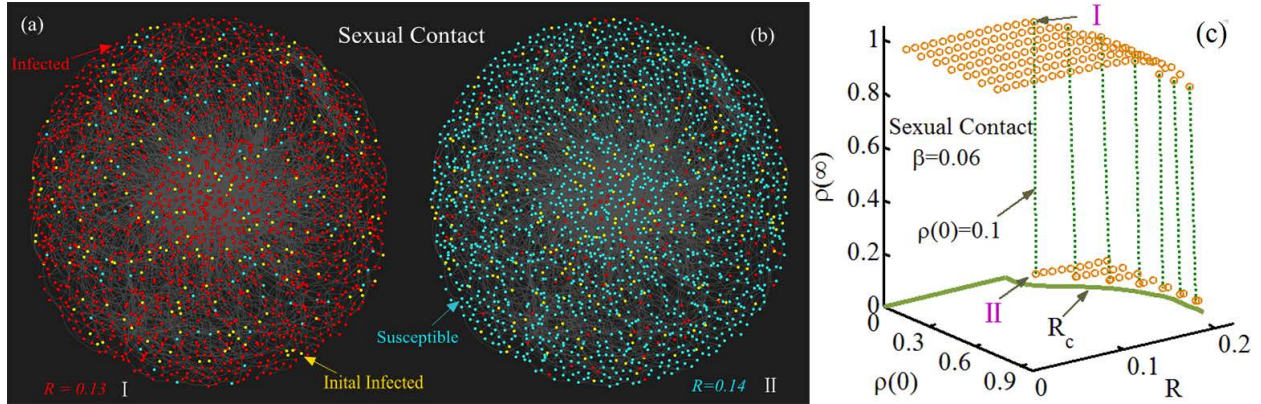 (a)
Sexual Contact
(b)
Infected
Susceptible
Inital Infected
R = 0.13 I
R=0.14 II
(c)
I
1
0.8
0.6
0.4
0.2
0
ρ(∞)
Sexual Contact
β=0.06
ρ(0)=0.1
II
R_c
0
0.3
0.6
0.9
ρ(0)
0
0.1
0.2
R